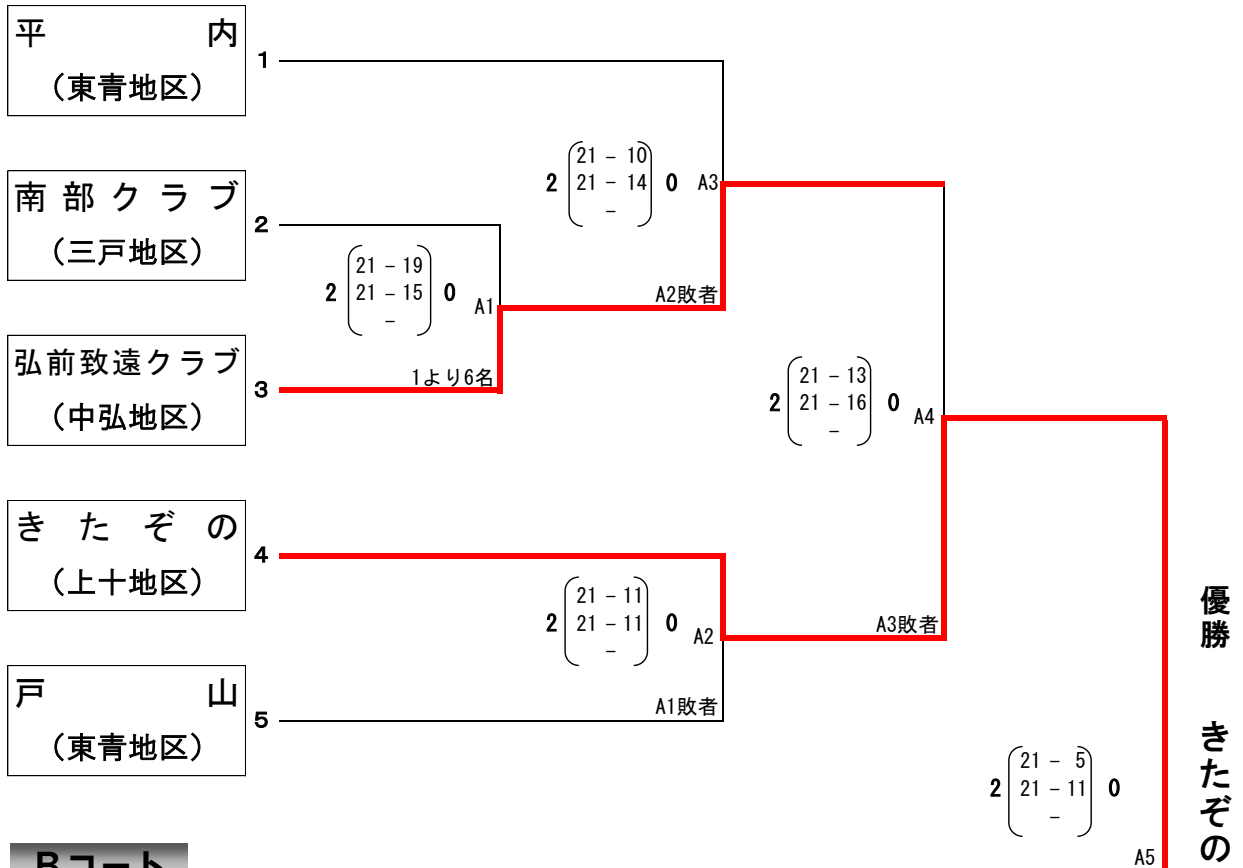 平内
（東青地区）
1
2
21 － 10
21 － 14
－
0
A3
南部クラブ
（三戸地区）
2
2
21 － 19
21 － 15
－
0
A1
A2敗者
弘前致遠クラブ
（中弘地区）
3
1より6名
2
21 － 13
21 － 16
－
0
A4
きたぞの
（上十地区）
4
2
21 － 11
21 － 11
－
0
A2
A3敗者
戸山
（東青地区）
5
A1敗者
2
21 － 5
21 － 11
－
0
A5
優勝 きたぞの
Bコート